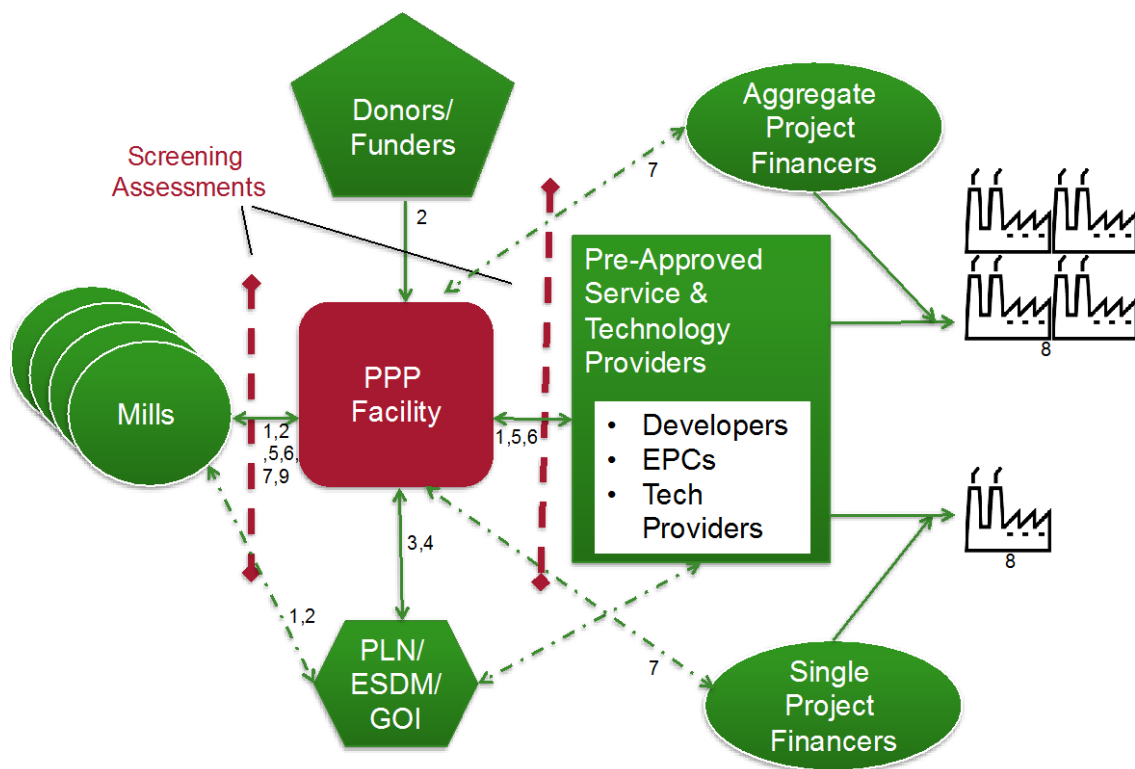 Donors/
Funders
Aggregate
Project
Financers
Screening
Assessments
7
2
Pre-Approved
Service &
Technology
Providers
8
PPP
Facility
Mills
1,2
,5,6,
7,9
1,5,6
• Developers
• EPCs
• Tech
Providers
3,4
8
1,2
PLN/
ESDM/
GOI
7
Single
Project
Financers